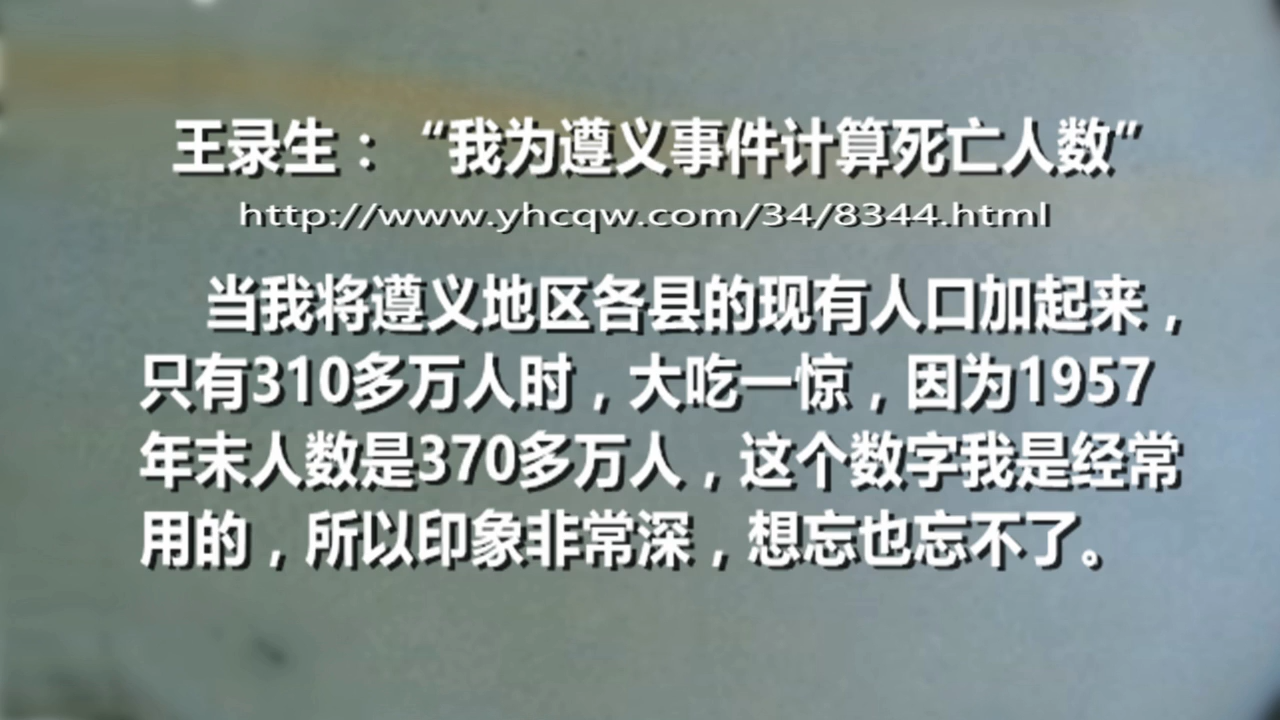 王录生：“我为遵义事件计算死亡人数”
http://www.yhcqw.com/34/8344.html
当我将遵义地区各县的现有人口加起来，
只有310多万人时，大吃一惊，因为1957
年末人数是370多万人，这个数字我是经常
用的，所以印象非常深，想忘也忘不了。